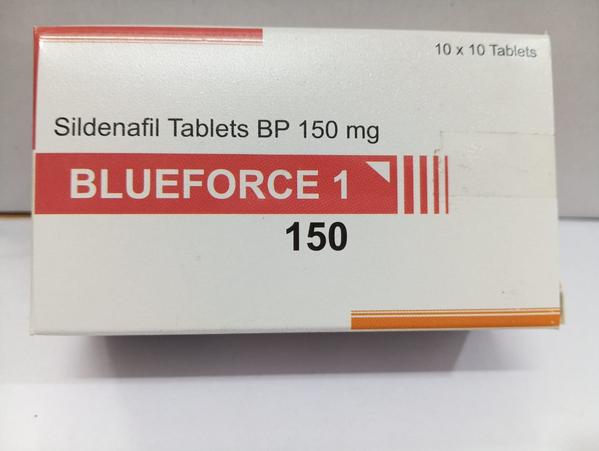 10 x 10 Tablets
Sildenafil Tablets BP 150 mg
BLUEFORCE 1
150